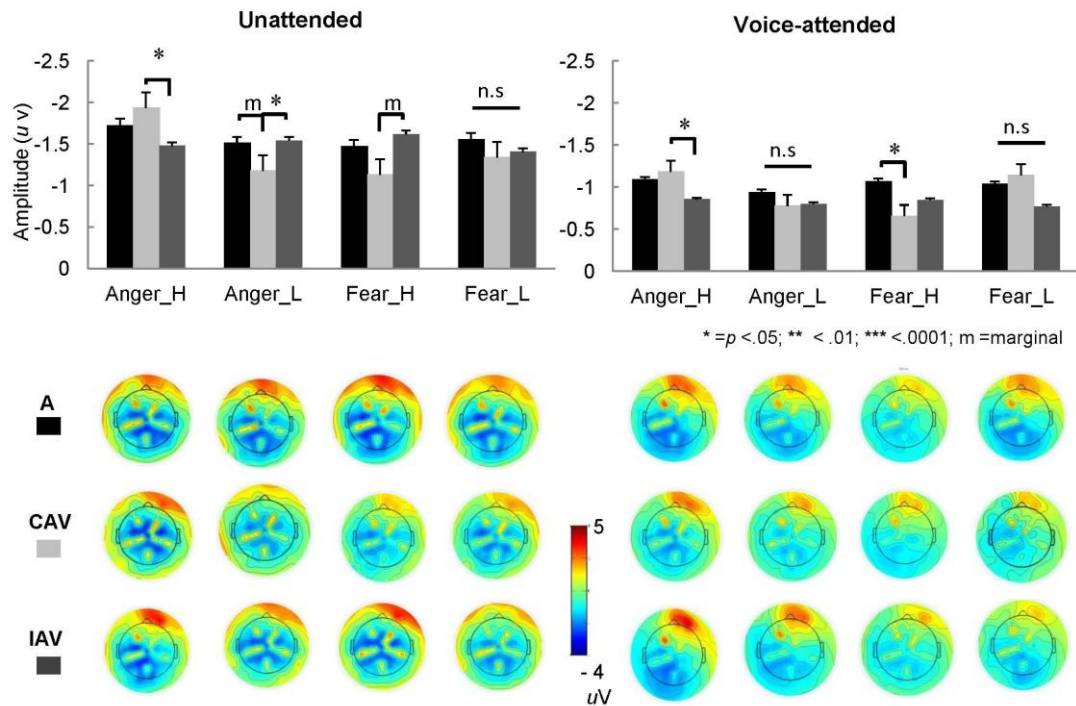 Unattended
Voice-attended
Amplitude (u v)
-2.5
-2
-1.5
-1
-0.5
0
*
m
*
m
n.s
Anger_H
Anger_L
Fear_H
Fear_L
-2.5
-2
-1.5
-1
-0.5
0
*
n.s
*
n.s
Anger_H
Anger_L
Fear_H
Fear_L
* =p <.05; ** < .01; *** <.0001; m =marginal
A
CAV
IAV
5
- 4
uV